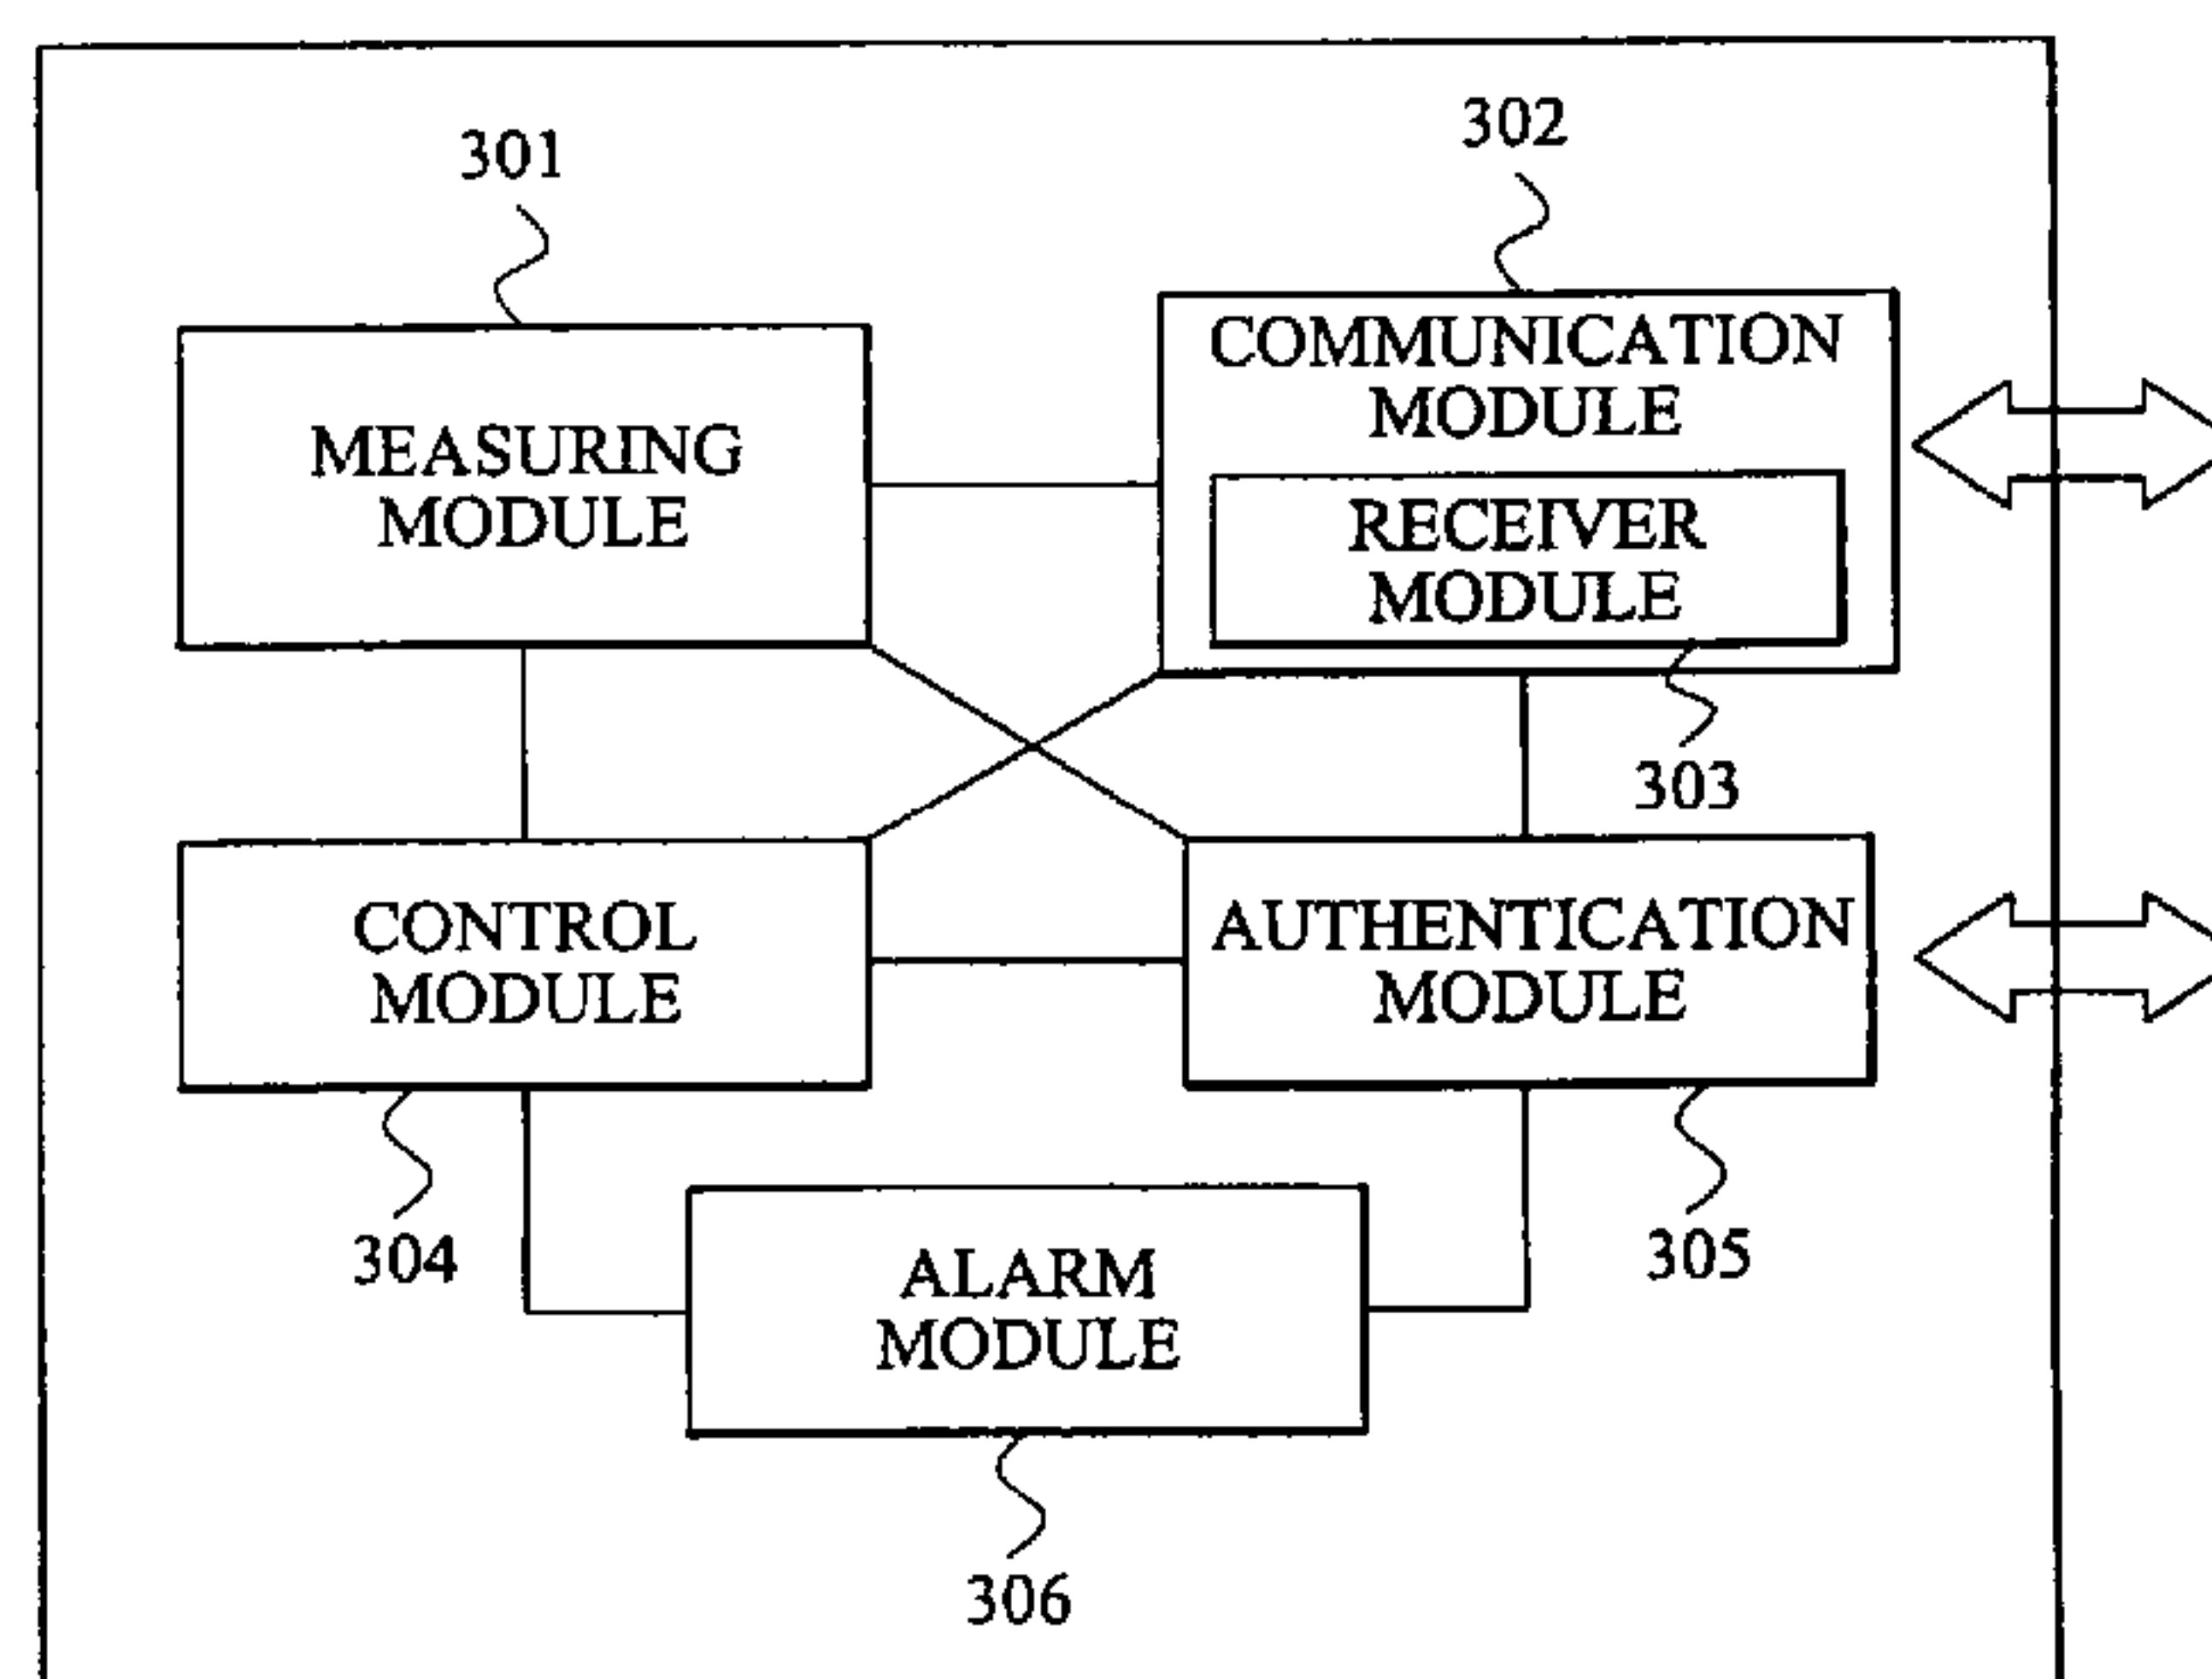 301
302
MEASURING
MODULE
COMMUNICATION
MODULE
RECEIVER
MODULE
303
CONTROL
MODULE
AUTHENTICATION
MODULE
304
305
ALARM
MODULE
306